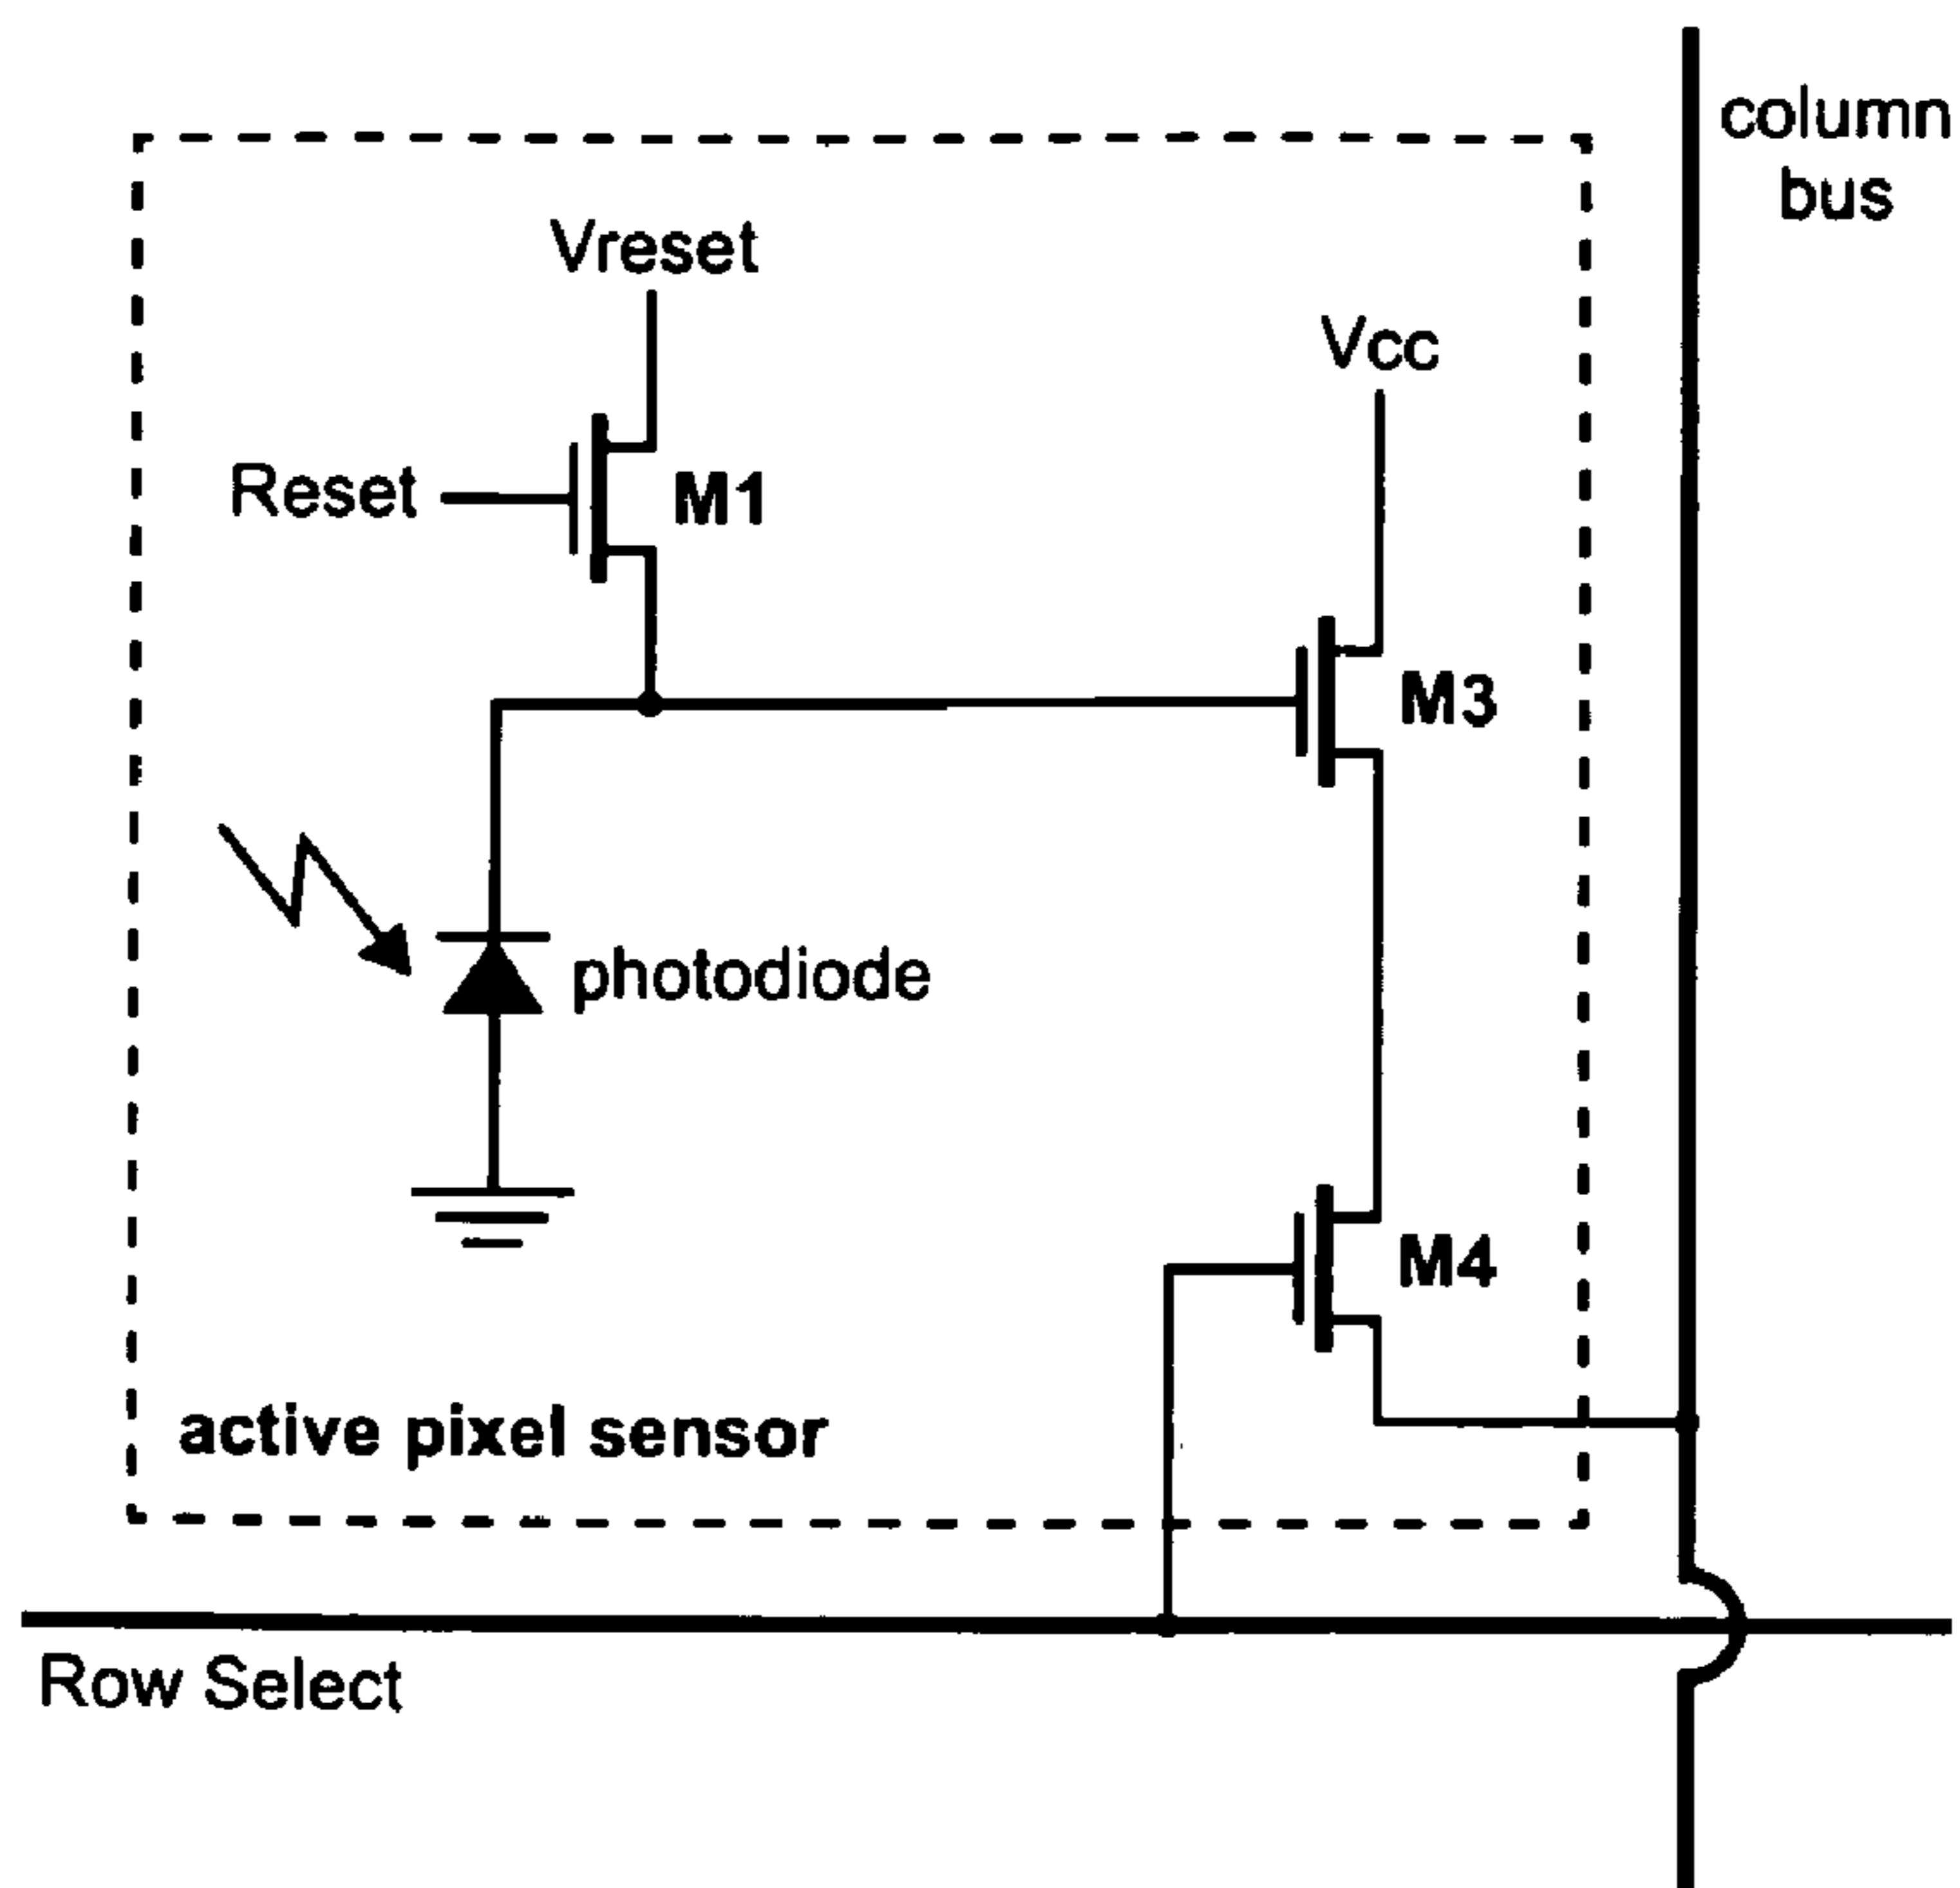 column
bus
Vreset
Vcc
Reset
M1
M3
photodiode
M4
active pixel sensor
Row Select